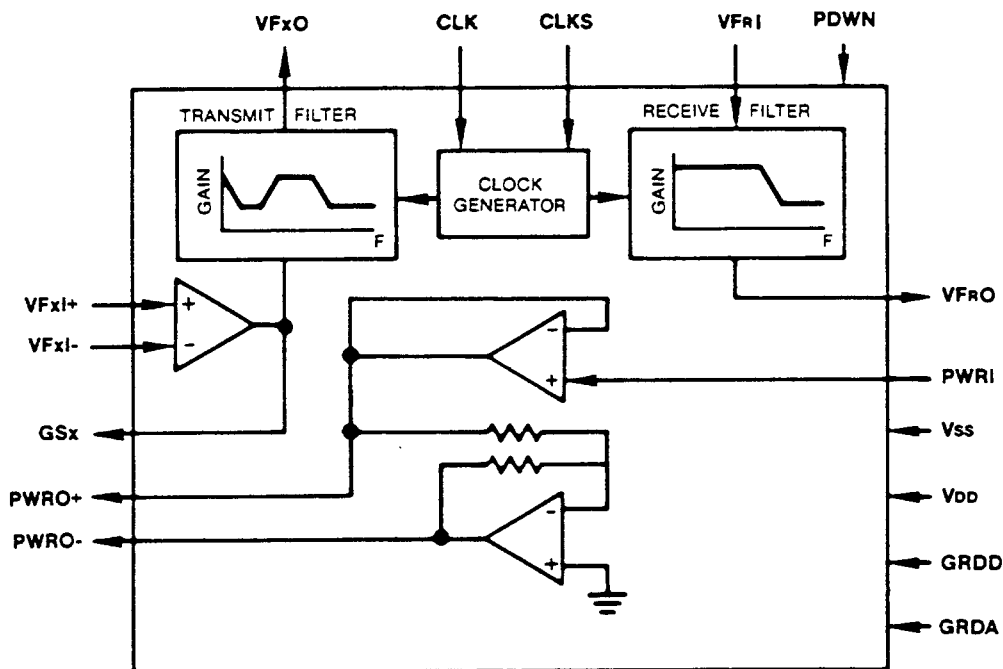 VFxO
CLK
CLKS
VFRI
PDWN
TRANSMIT FILTER
RECEIVE FILTER
GAIN
F
CLOCK
GENERATOR
GAIN
F
VFxI+
+
VFxI-
-
VFRO
-
+
PWRI
GSx
VSS
PWRO+
VDD
-
PWRO-
+
GRDD
GRDA